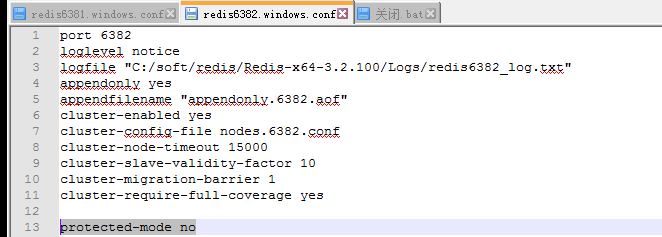 redis6381.windows.conf redis6382.windows.conf 关闭.bat
1 port 6382
2 loglevel notice
3 logfile "C:/soft/redis/Redis-x64-3.2.100/Logs/redis6382_log.txt"
4 appendonly yes
5 appendfilename "appendonly.6382.aof"
6 cluster-enabled yes
7 cluster-config-file nodes.6382.conf
8 cluster-node-timeout 15000
9 cluster-slave-validity-factor 10
10 cluster-migration-barrier 1
11 cluster-require-full-coverage yes
12
13 protected-mode no